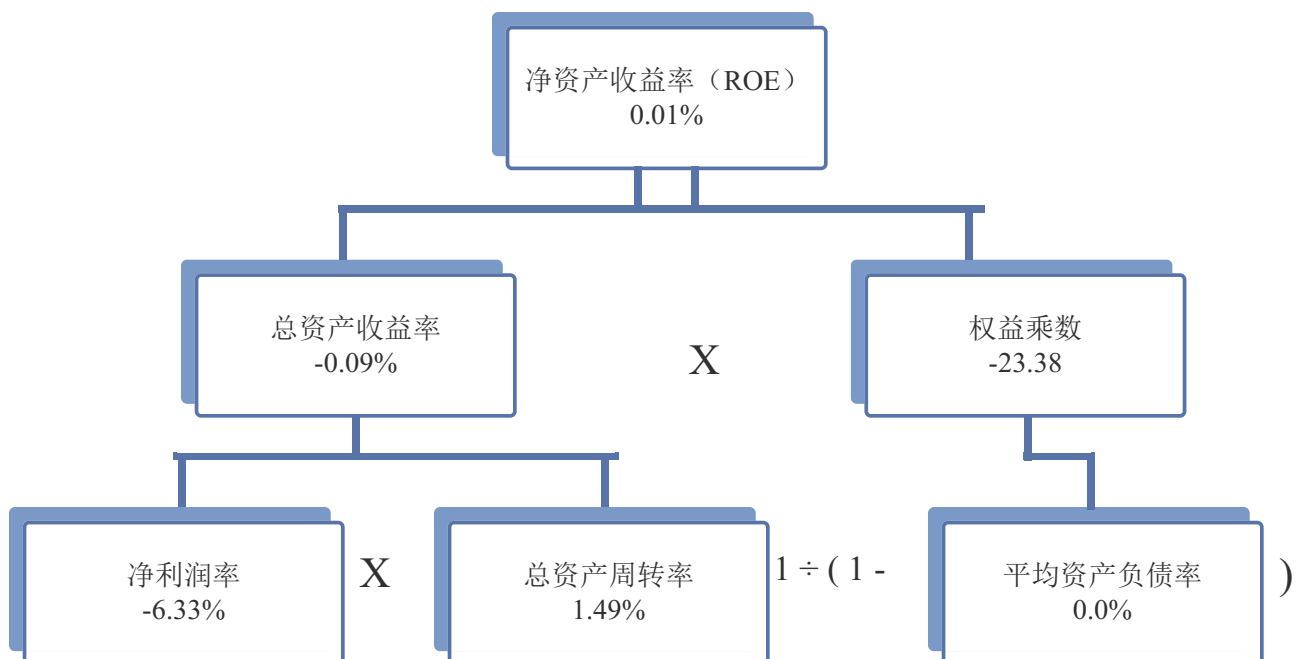 净资产收益率（ROE）
0.01%
总资产收益率
-0.09%
X
权益乘数
-23.38
净利润率
-6.33%
X
总资产周转率
1.49%
1 ÷ ( 1 -
平均资产负债率
0.0%
)